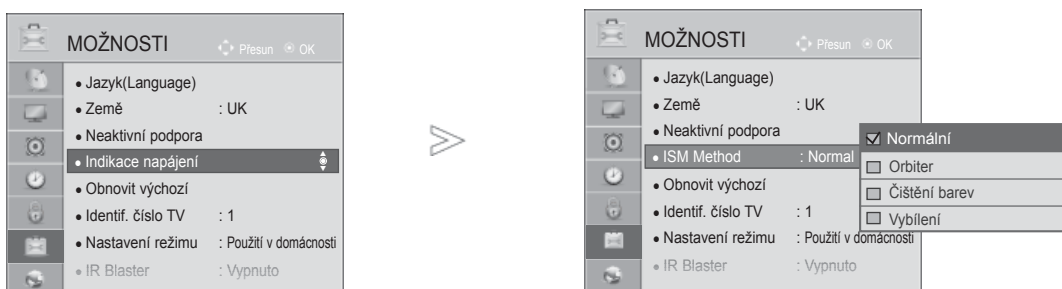 MOŽNOSTI
Přesun OK
• Jazyk(Language)
• Země : UK
• Neaktivní podpora
• Indikace napájení
• Obnovit výchozí
• Identif. číslo TV : 1
• Nastavení režimu : Použití v domácnosti
• IR Blaster : Vypnuto
MOŽNOSTI
Přesun OK
• Jazyk(Language)
• Země : UK
• Neaktivní podpora
• ISM Method : Normal
• Obnovit výchozí
• Identif. číslo TV : 1
• Nastavení režimu : Použití v domácnosti
• IR Blaster : Vypnuto
Normální
Orbiter
Čištění barev
Vybílení